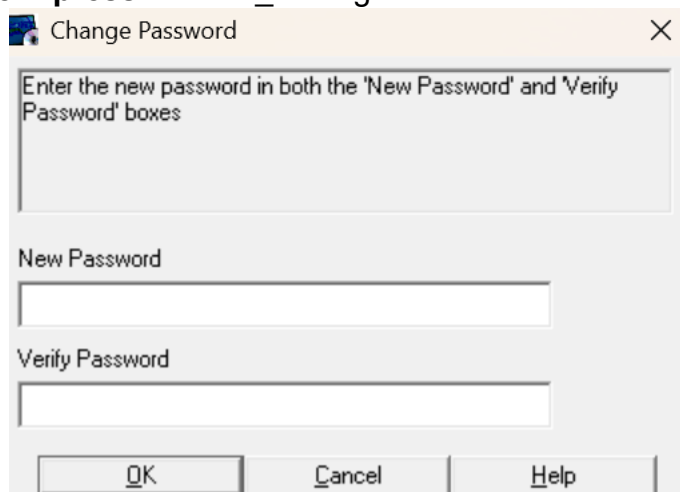 Change Password
Enter the new password in both the 'New Password' and 'Verify
Password' boxes
New Password
Verify Password
OK
Cancel
Help